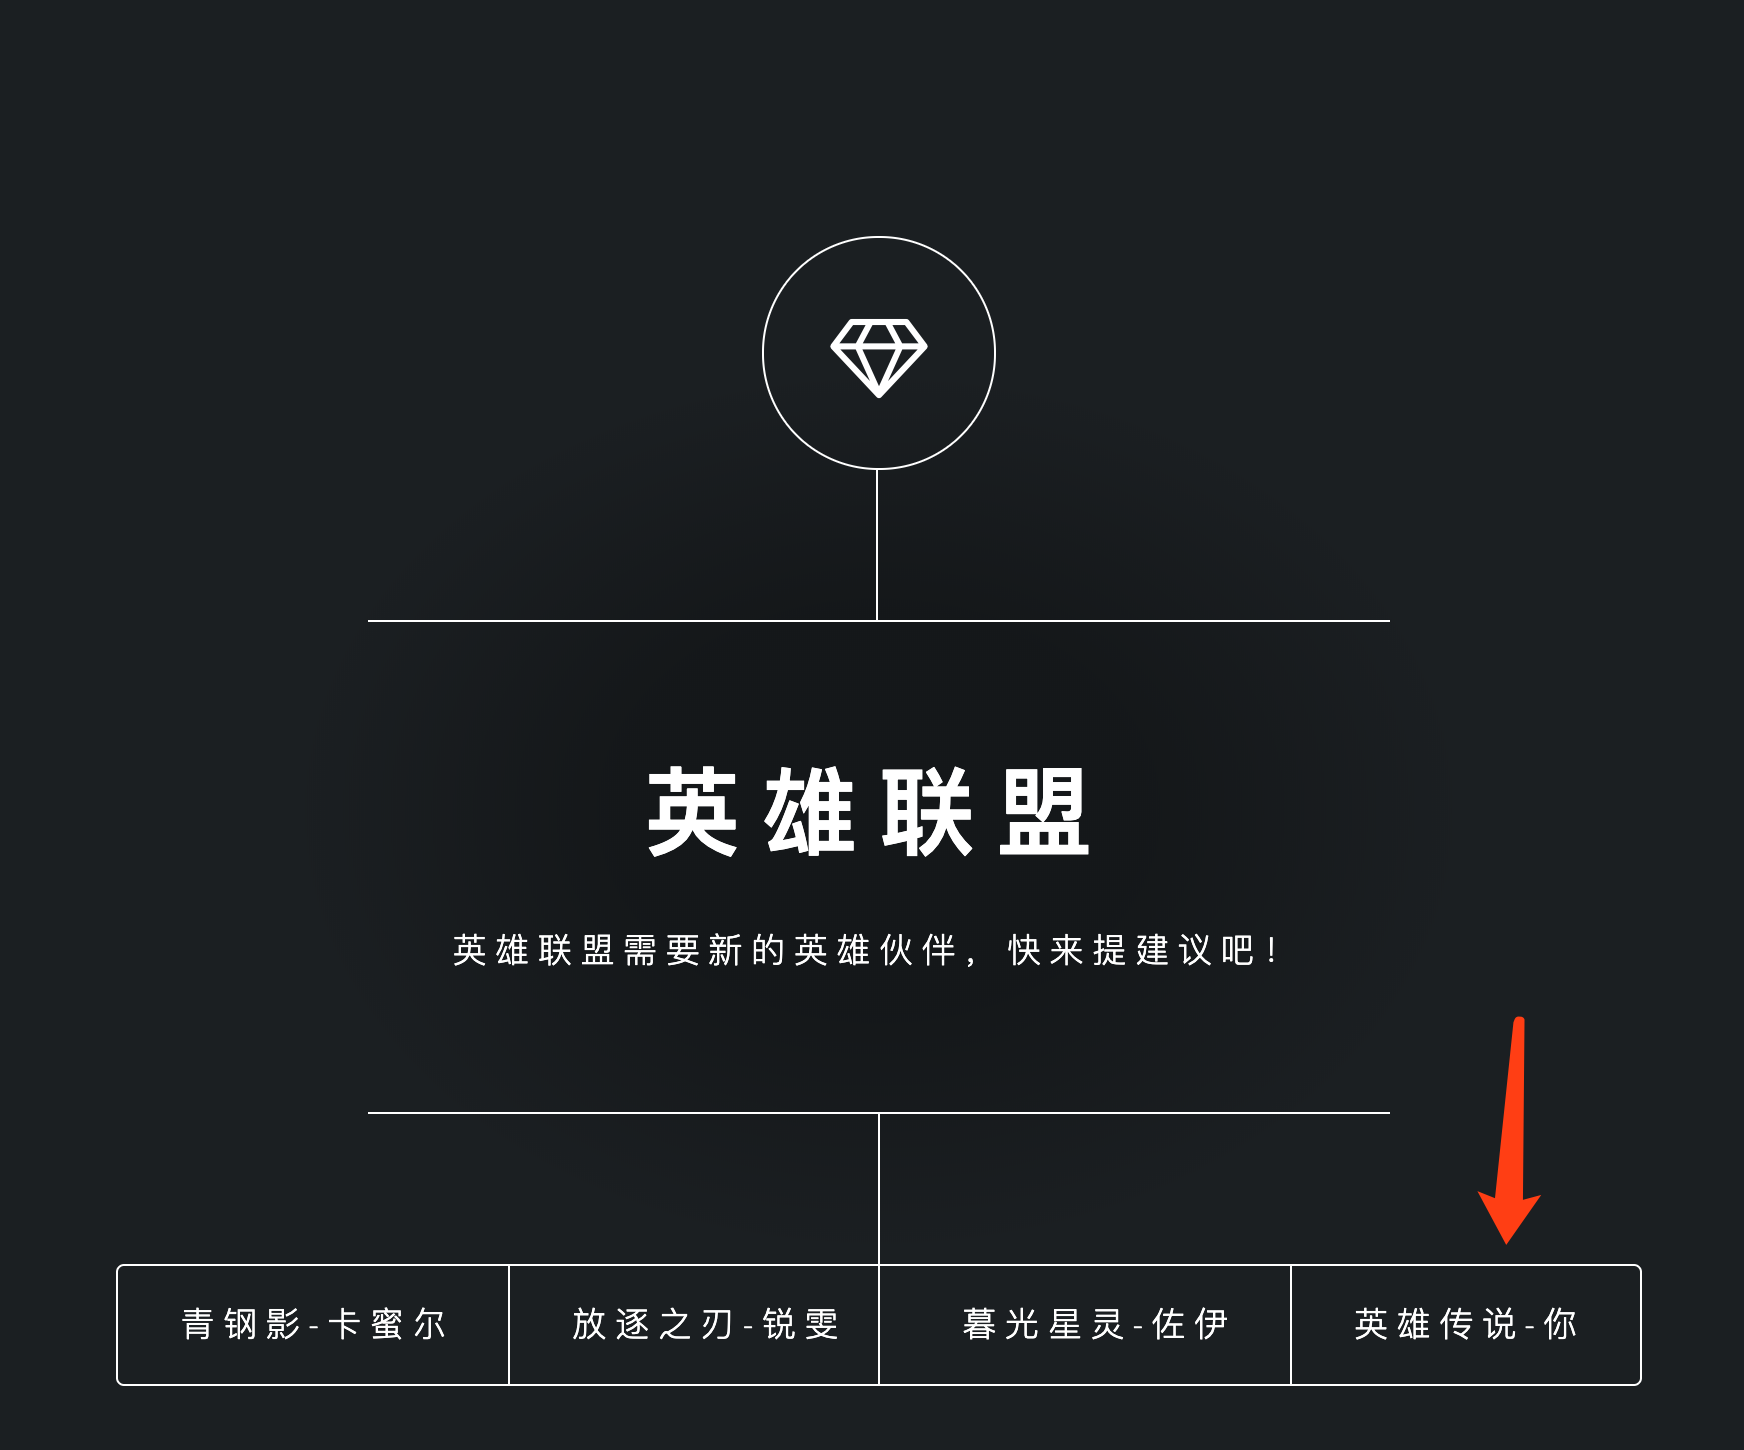 英雄联盟
英雄联盟需要新的英雄伙伴，快来提建议吧！
青钢影-卡蜜尔
放逐之刃-锐雯
暮光星灵-佐伊
英雄传说-你